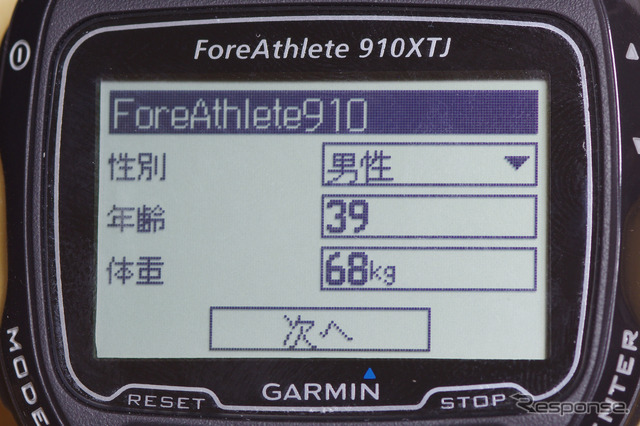 ForeAthlete 910XTJ
ForeAthlete910
性別 男性
年齢 39
体重 68kg
次へ
MODE
ENTER
GARMIN
RESET
STOP
Response.